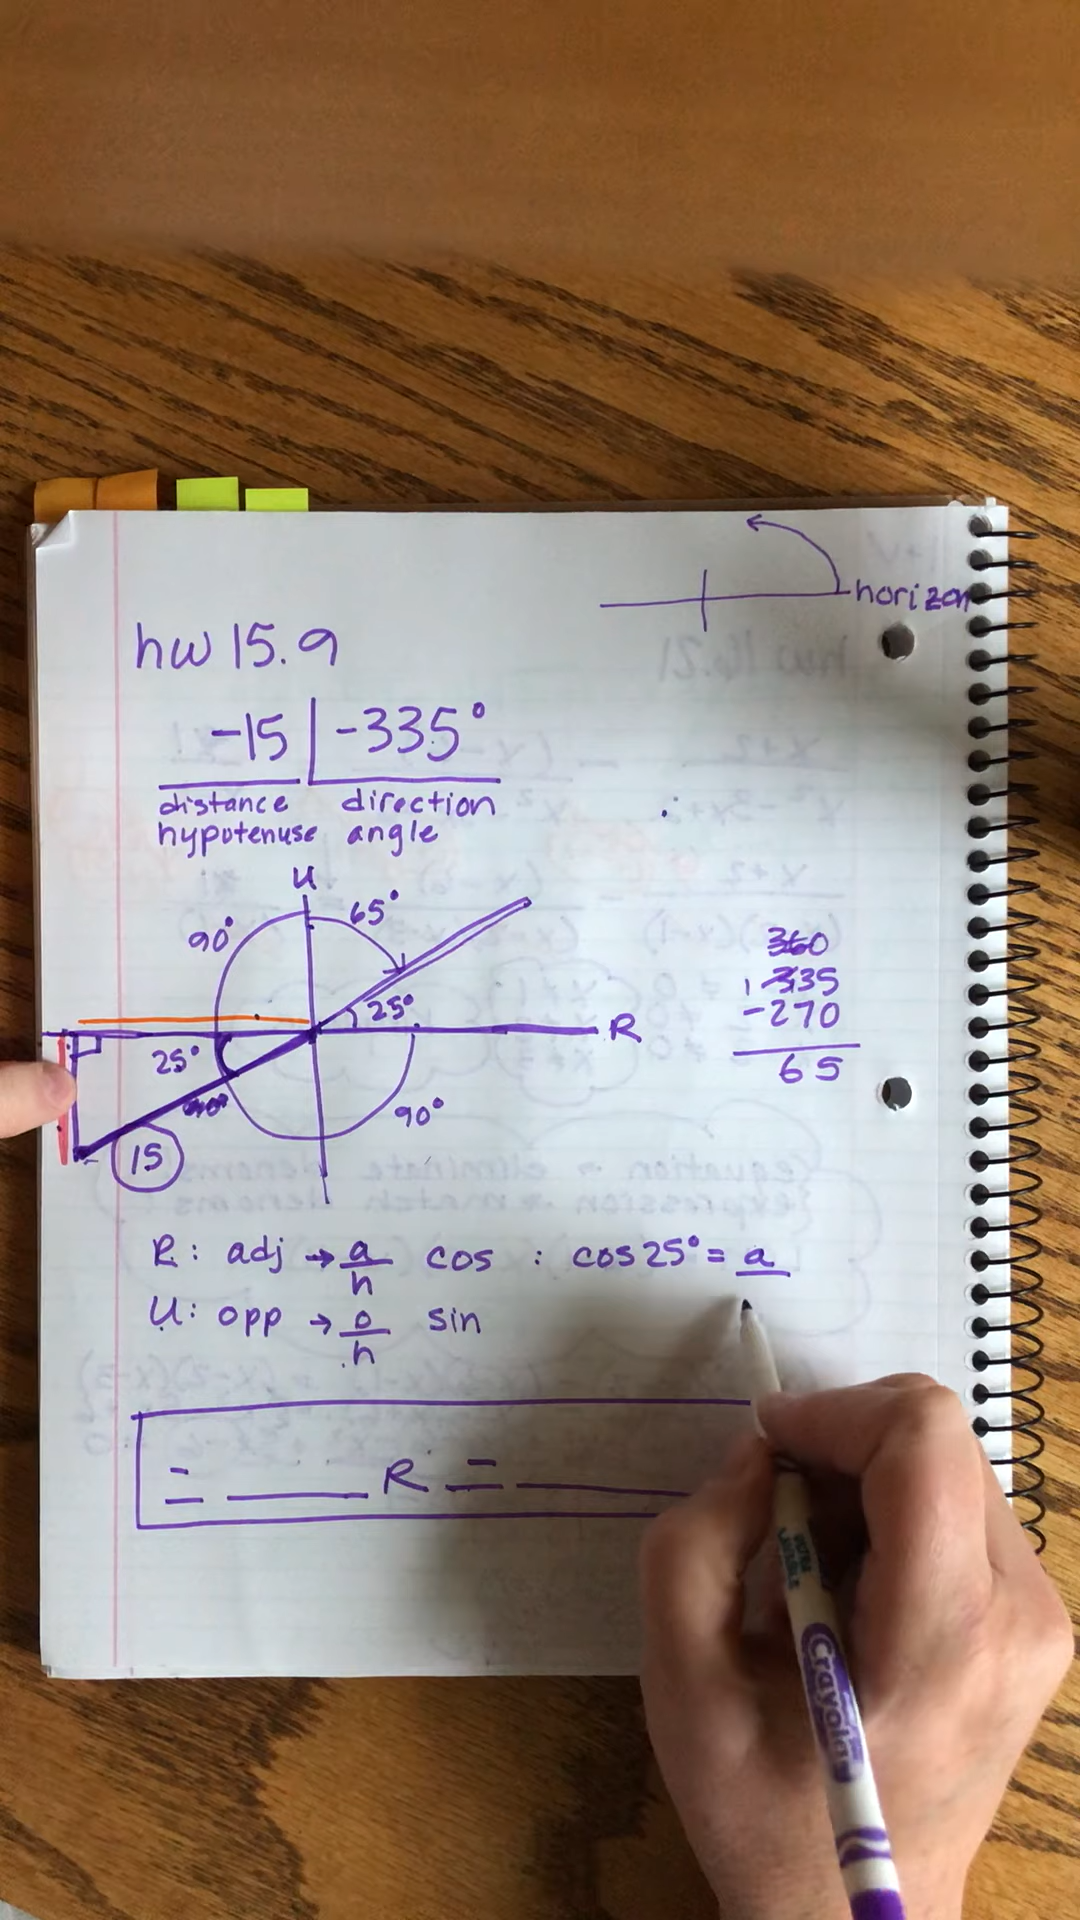 horizon
hw 15.9
-15 | -335°
distance direction
hypotenuse angle
U
65°
90°
25°
R
25°
90°
15
360
335
-270
65
R: adj → a/h cos : cos 25° = a
U: opp → o/h sin
R
Crayola